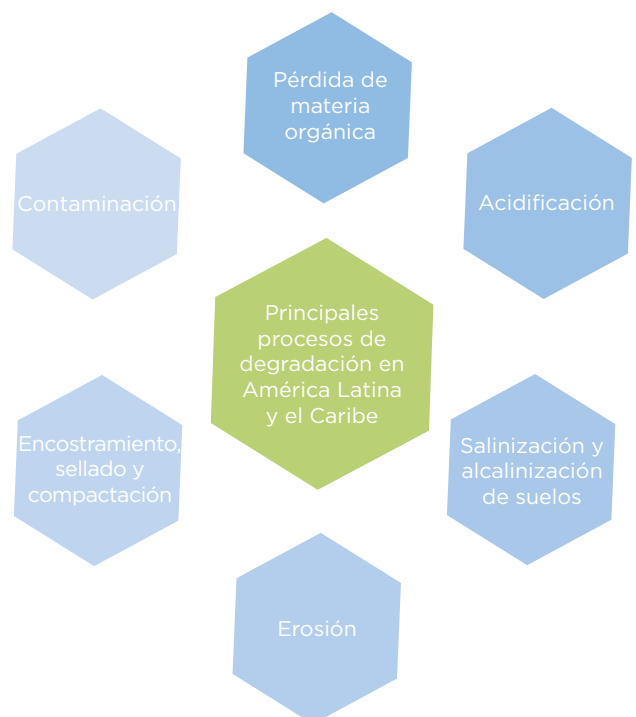 Pérdida de
materia
orgánica
Contaminación
Acidificación
Principales
procesos de
degradación en
América Latina
y el Caribe
Encostramiento,
sellado y
compactación
Salinización y
alcalinización
de suelos
Erosión